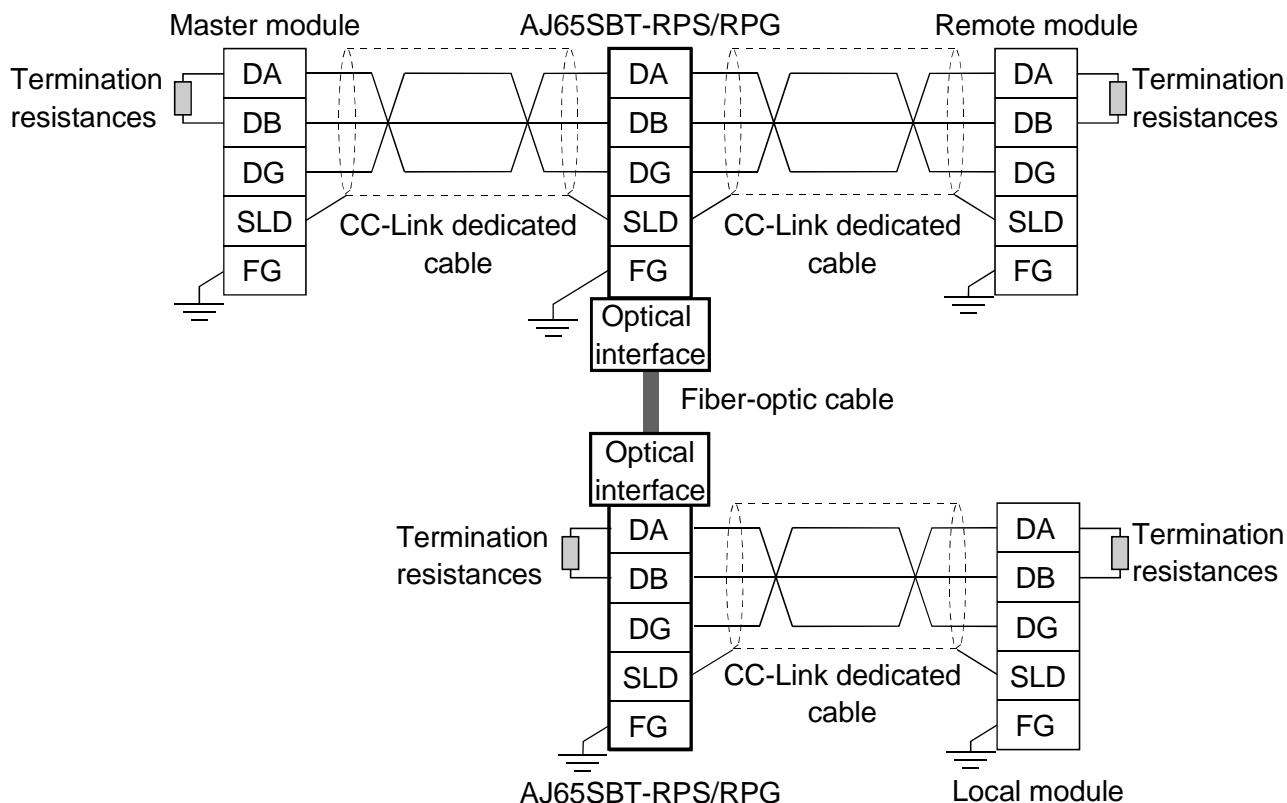 Master module
AJ65SBT-RPS/RPG
Remote module
Termination
resistances
DA
DB
DG
SLD
FG
CC-Link dedicated
cable
DA
DB
DG
SLD
FG
CC-Link dedicated
cable
DA
DB
DG
SLD
FG
Termination
resistances
Optical
interface
Fiber-optic cable
Optical
interface
Termination
resistances
DA
DB
DG
SLD
FG
CC-Link dedicated
cable
DA
DB
DG
SLD
FG
Termination
resistances
AJ65SBT-RPS/RPG
Local module